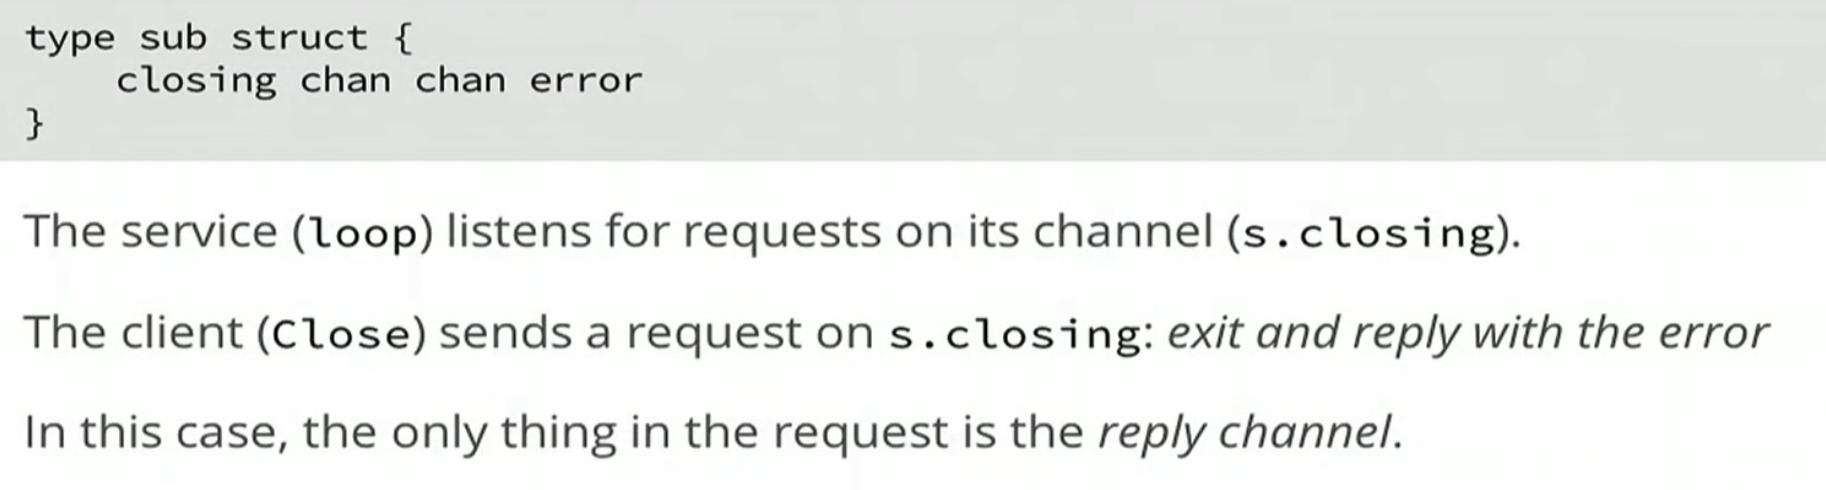 type sub struct {
    closing chan chan error
}
The service (loop) listens for requests on its channel (s.closing).
The client (Close) sends a request on s.closing: exit and reply with the error
In this case, the only thing in the request is the reply channel.